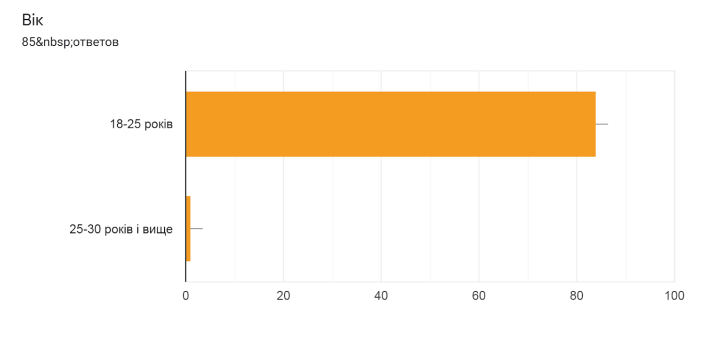 Вік
85&nbsp;ответов
18-25 років
25-30 років і вище
0 20 40 60 80 100